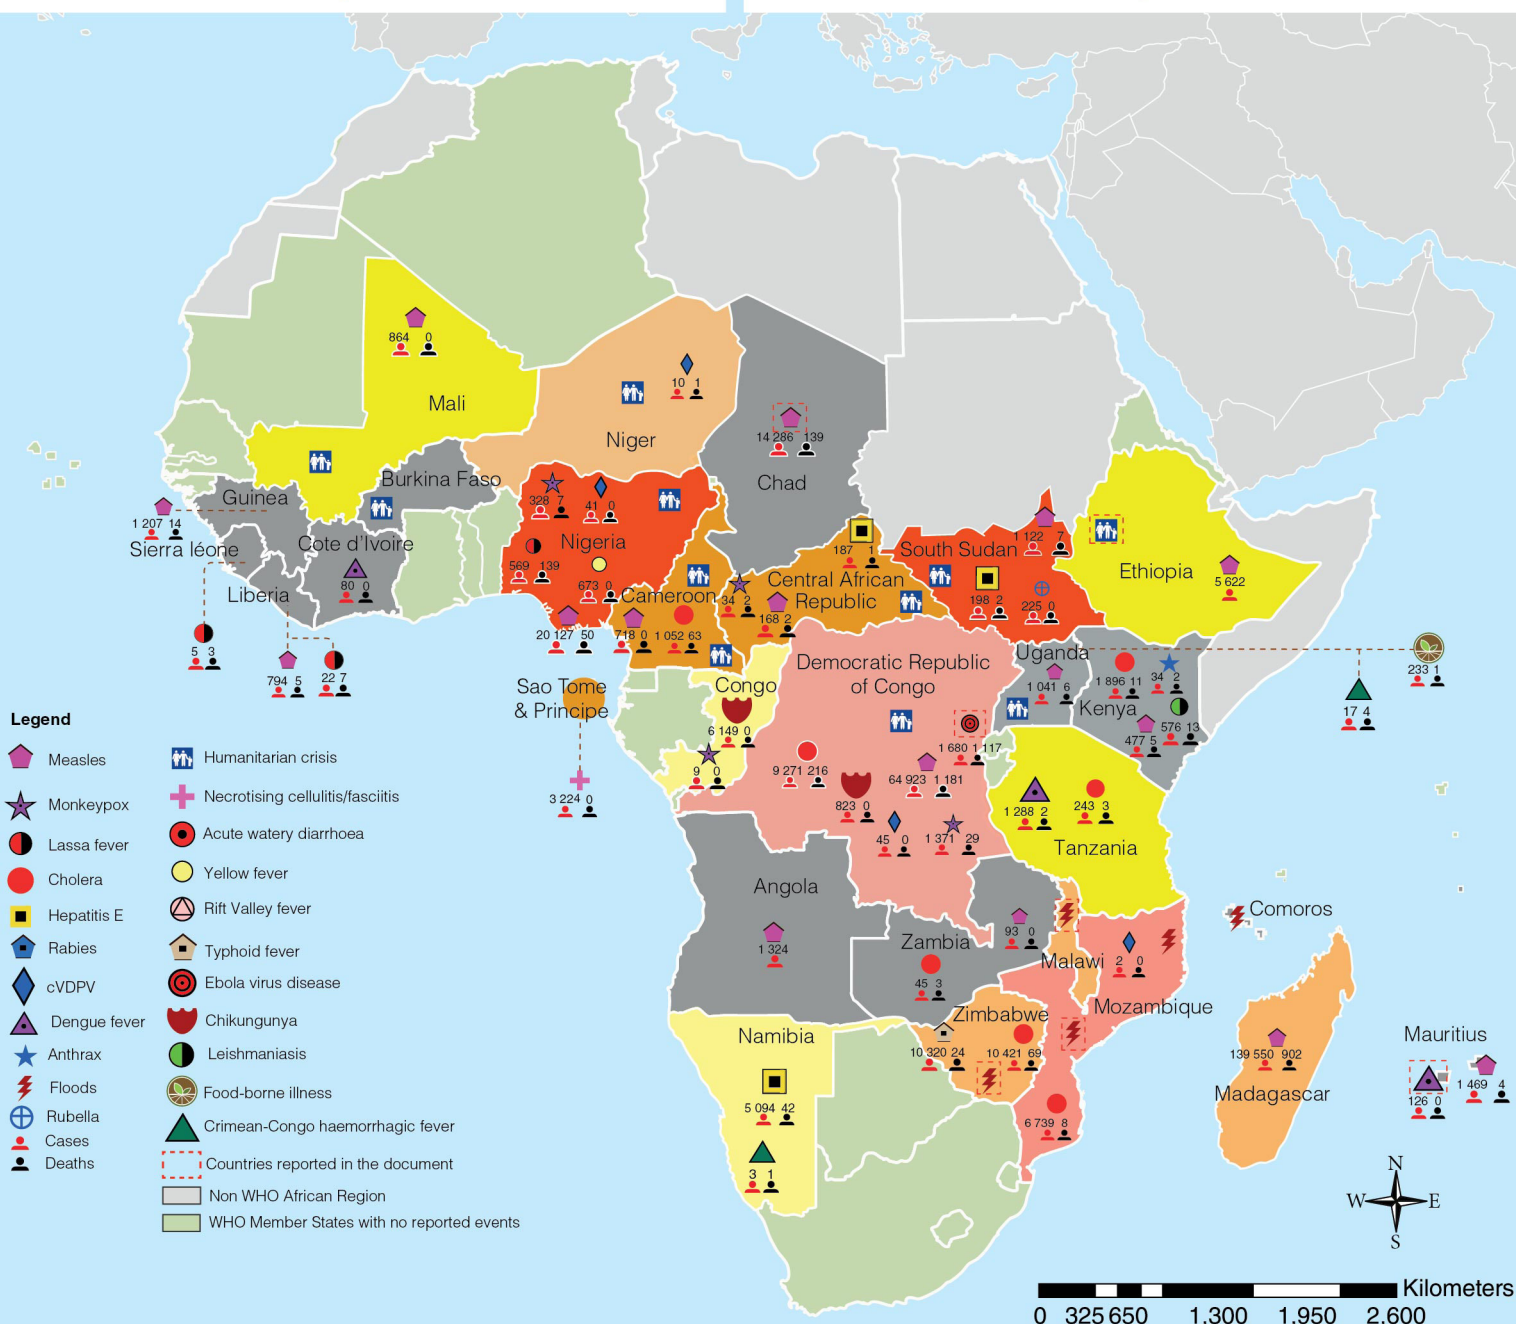 864 0
Mali
10 1
Niger
14 286 139
Chad
Burkina Faso
Guinea
1 207 14
Sierra léone
Côte d'Ivoire
80 0
Liberia
5 3
794 5
22 7
328 7
41 0
Nigeria
569 139
673 0
20 127 50
Cameroon
718 0
1 052 63
187 1
Central African
Republic
34 2
168 2
South Sudan
1 122 7
198 2
225 0
Ethiopia
5 622
Sao Tome
& Principe
3 224 0
Congo
6 149 0
9 0
Democratic Republic
of Congo
1 680 1 117
9 271 216
64 923 1 181
823 0
45 0
1 371 29
Uganda
1 041 6
1 896 11
34 2
Kenya
576 13
477 5
233 1
17 4
1 288 2
243 3
Tanzania
Angola
1 324
93 0
Zambia
45 3
Malawi
2 0
Mozambique
6 739 8
Comoros
Zimbabwe
10 320 24
10 421 69
Namibia
5 094 42
3 1
139 550 902
Madagascar
Mauritius
126 0
1 469 4
Legend
Measles
Monkeypox
Lassa fever
Cholera
Hepatitis E
Rabies
cVDPV
Dengue fever
Anthrax
Floods
Rubella
Cases
Deaths
Humanitarian crisis
Necrotising cellulitis/fasciitis
Acute watery diarrhoea
Yellow fever
Rift Valley fever
Typhoid fever
Ebola virus disease
Chikungunya
Leishmaniasis
Food-borne illness
Crimean-Congo haemorrhagic fever
Countries reported in the document
Non WHO African Region
WHO Member States with no reported events
N
W E
S
Kilometers
0 325 650 1.300 1.950 2.600